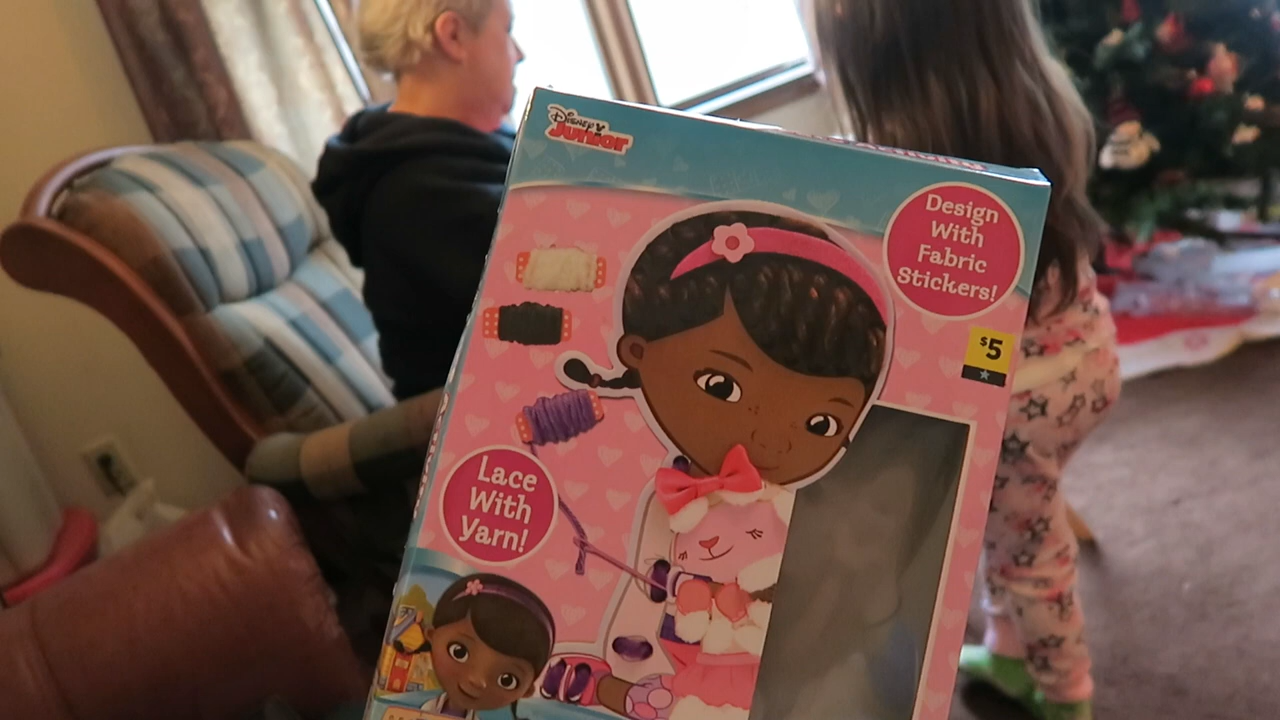 Disney
Junior
Design
With
Fabric
Stickers!
$5
Lace
With
Yarn!